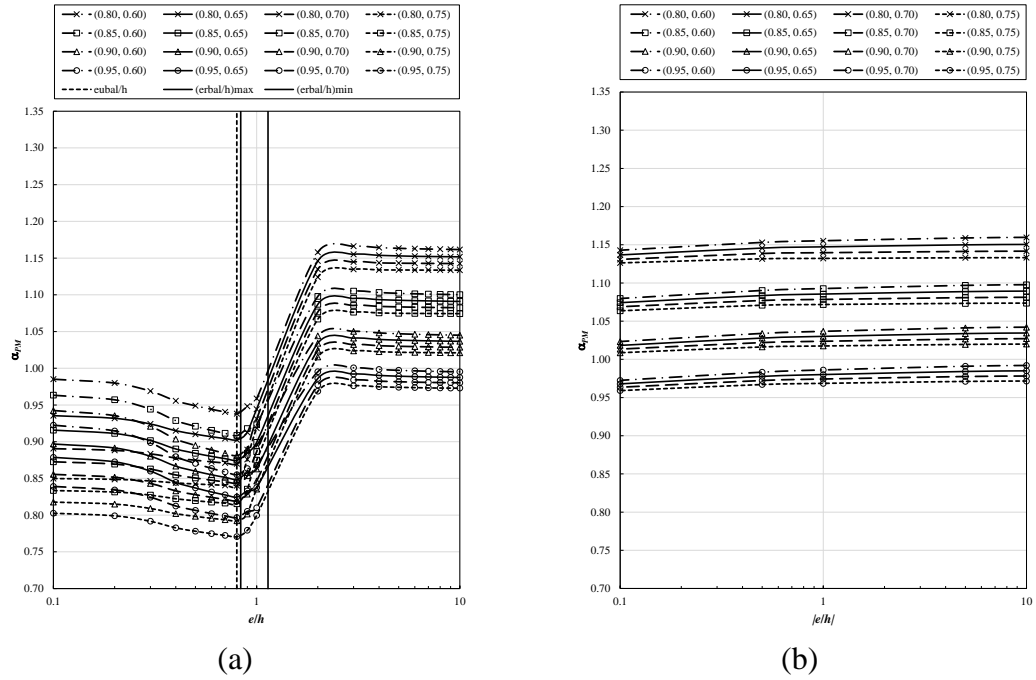 (0.80, 0.60) (0.80, 0.65) (0.80, 0.70) (0.80, 0.75)
(0.85, 0.60) (0.85, 0.65) (0.85, 0.70) (0.85, 0.75)
(0.90, 0.60) (0.90, 0.65) (0.90, 0.70) (0.90, 0.75)
(0.95, 0.60) (0.95, 0.65) (0.95, 0.70) (0.95, 0.75)
eubal/h (erbal/h)max (erbal/h)min
1.35
1.30
1.25
1.20
1.15
1.10
1.05
1.00
0.95
0.90
0.85
0.80
0.75
0.70
α_PM
0.1 1 10
e/h
(a)
(0.80, 0.60) (0.80, 0.65) (0.80, 0.70) (0.80, 0.75)
(0.85, 0.60) (0.85, 0.65) (0.85, 0.70) (0.85, 0.75)
(0.90, 0.60) (0.90, 0.65) (0.90, 0.70) (0.90, 0.75)
(0.95, 0.60) (0.95, 0.65) (0.95, 0.70) (0.95, 0.75)
1.35
1.30
1.25
1.20
1.15
1.10
1.05
1.00
0.95
0.90
0.85
0.80
0.75
0.70
α_PM
0.1 1 10
|e/h|
(b)